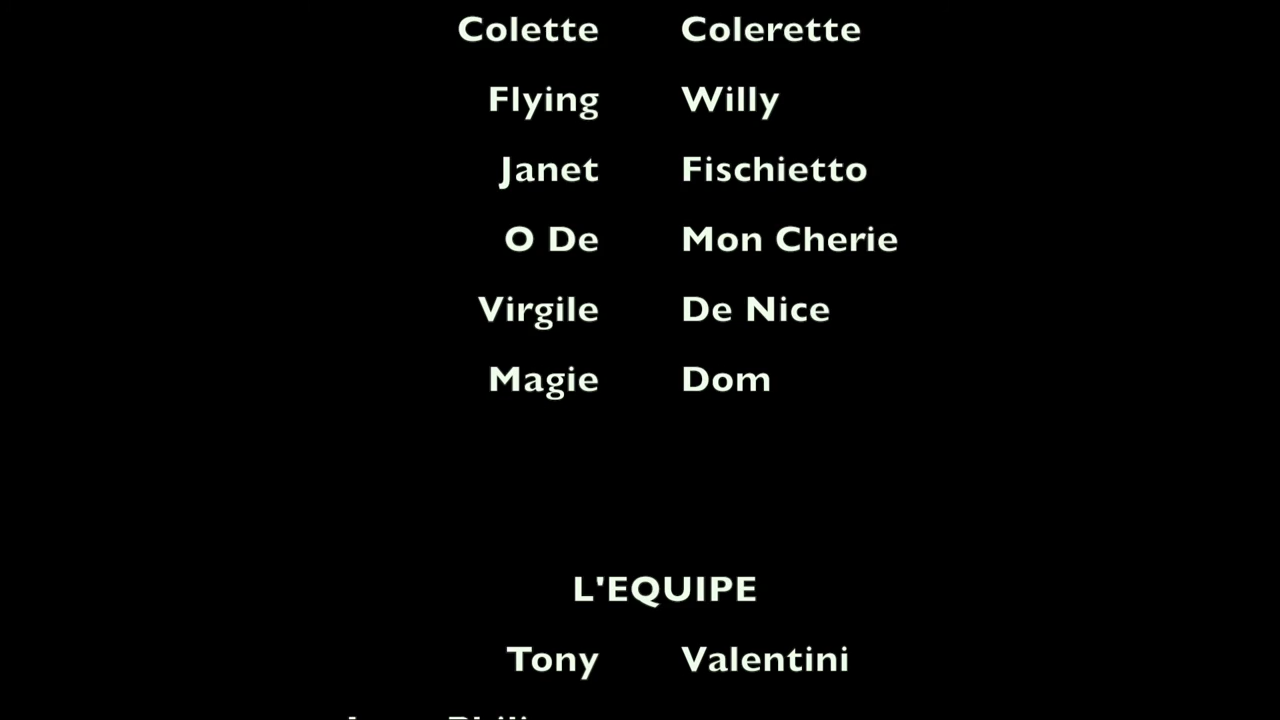 Colette Colerette
Flying Willy
Janet Fischietto
O De Mon Cherie
Virgile De Nice
Magie Dom
L'EQUIPE
Tony Valentini